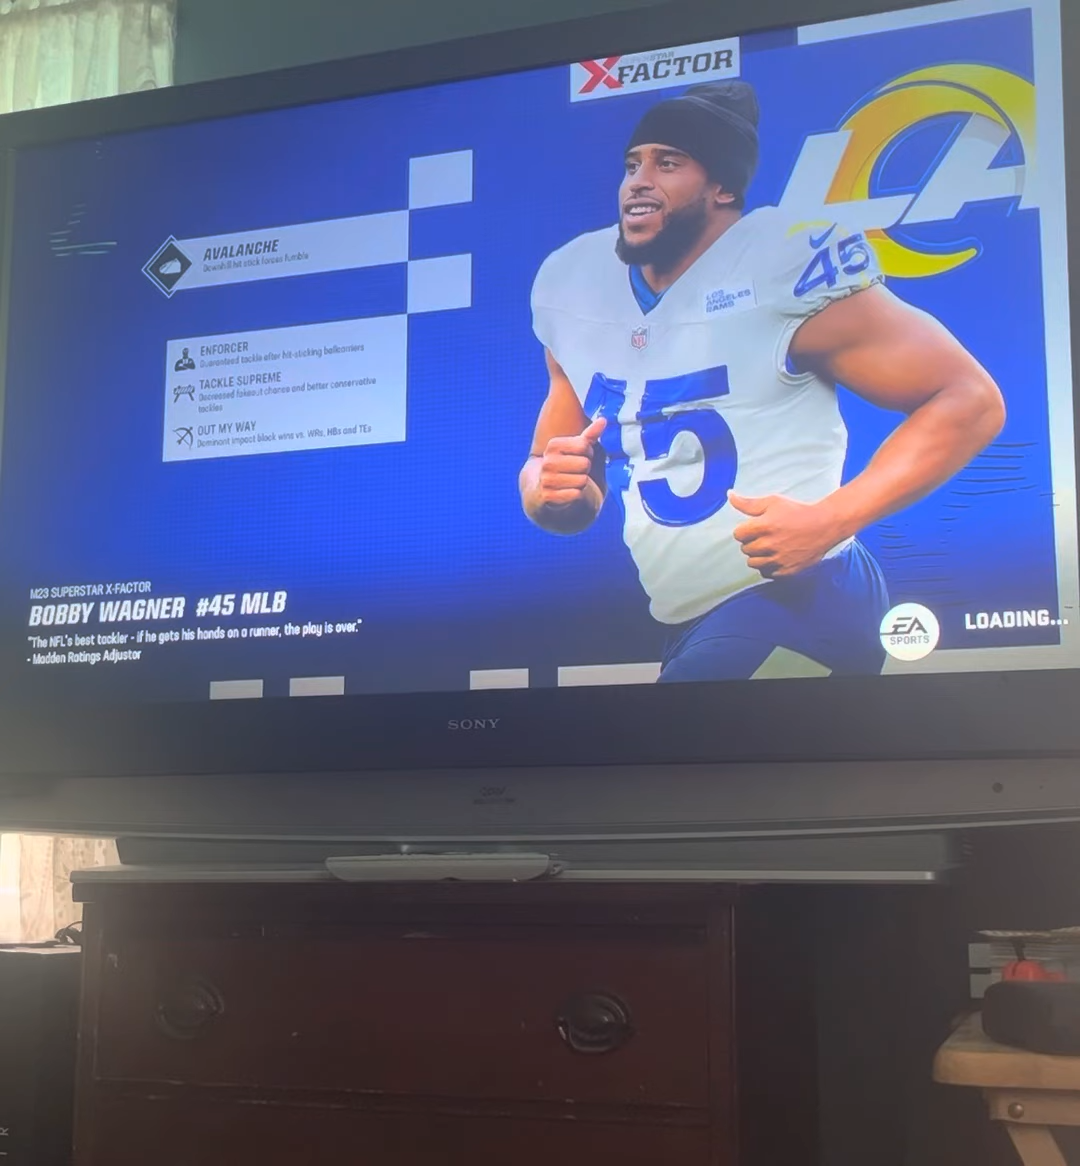 XFACTOR
LA
AVALANCHE
Downhill hit stick forces fumble
45
LOS
ANGELES
RAMS
NFL
ENFORCER
Guaranteed tackle after hit-sticking ballcarriers
TACKLE SUPREME
Decreased fakeout chance and better conservative
tackles
OUT MY WAY
Dominant impact block wins vs. WRs, HBs and TEs
45
M23 SUPERSTAR X-FACTOR
BOBBY WAGNER #45 MLB
"The NFL's best tackler - if he gets his hands on a runner, the play is over."
- Madden Ratings Adjustor
EA
SPORTS
LOADING...
SONY